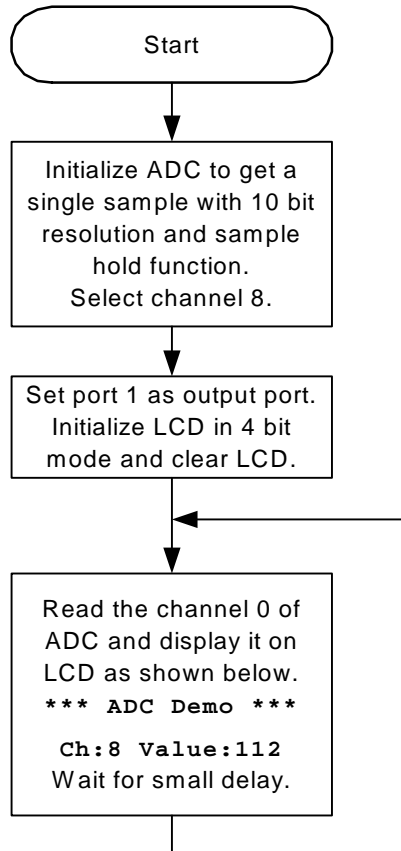 Start
Initialize ADC to get a
single sample with 10 bit
resolution and sample
hold function.
Select channel 8.
Set port 1 as output port.
Initialize LCD in 4 bit
mode and clear LCD.
Read the channel 0 of
ADC and display it on
LCD as shown below.
*** ADC Demo ***
Ch:8 Value:112
Wait for small delay.